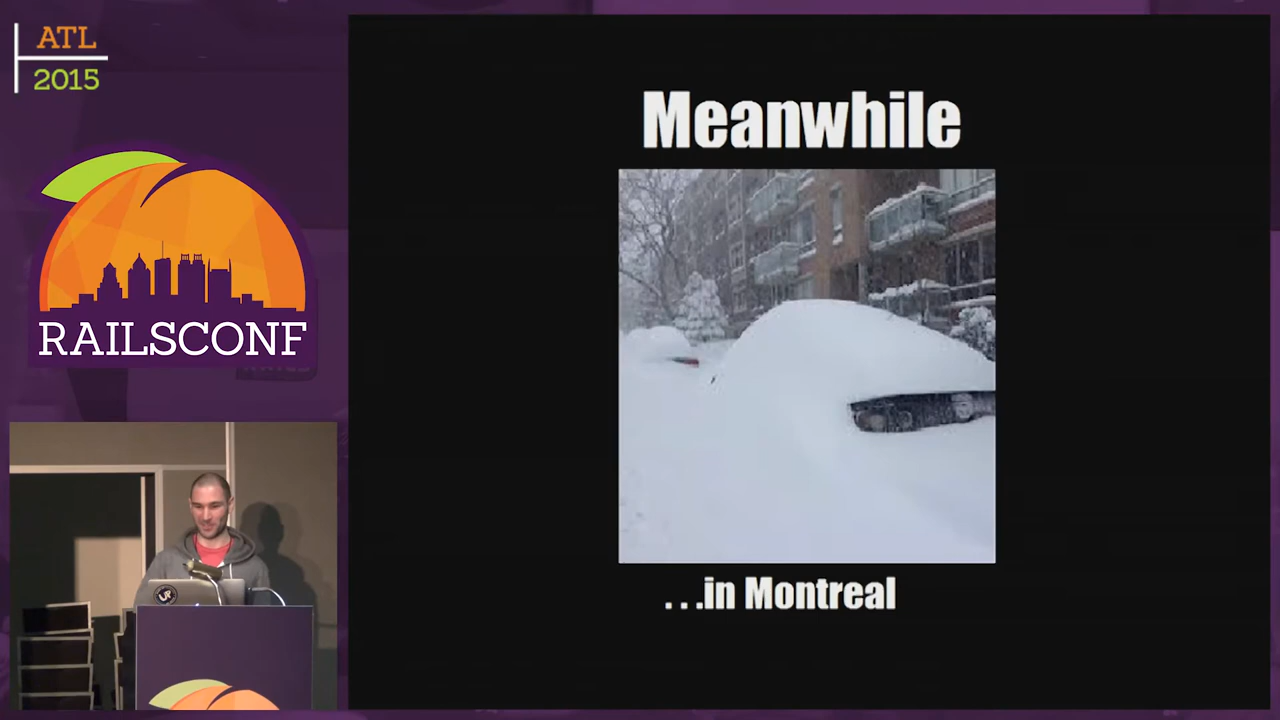 ATL
2015
RAILSCONF
Meanwhile
. . .in Montreal